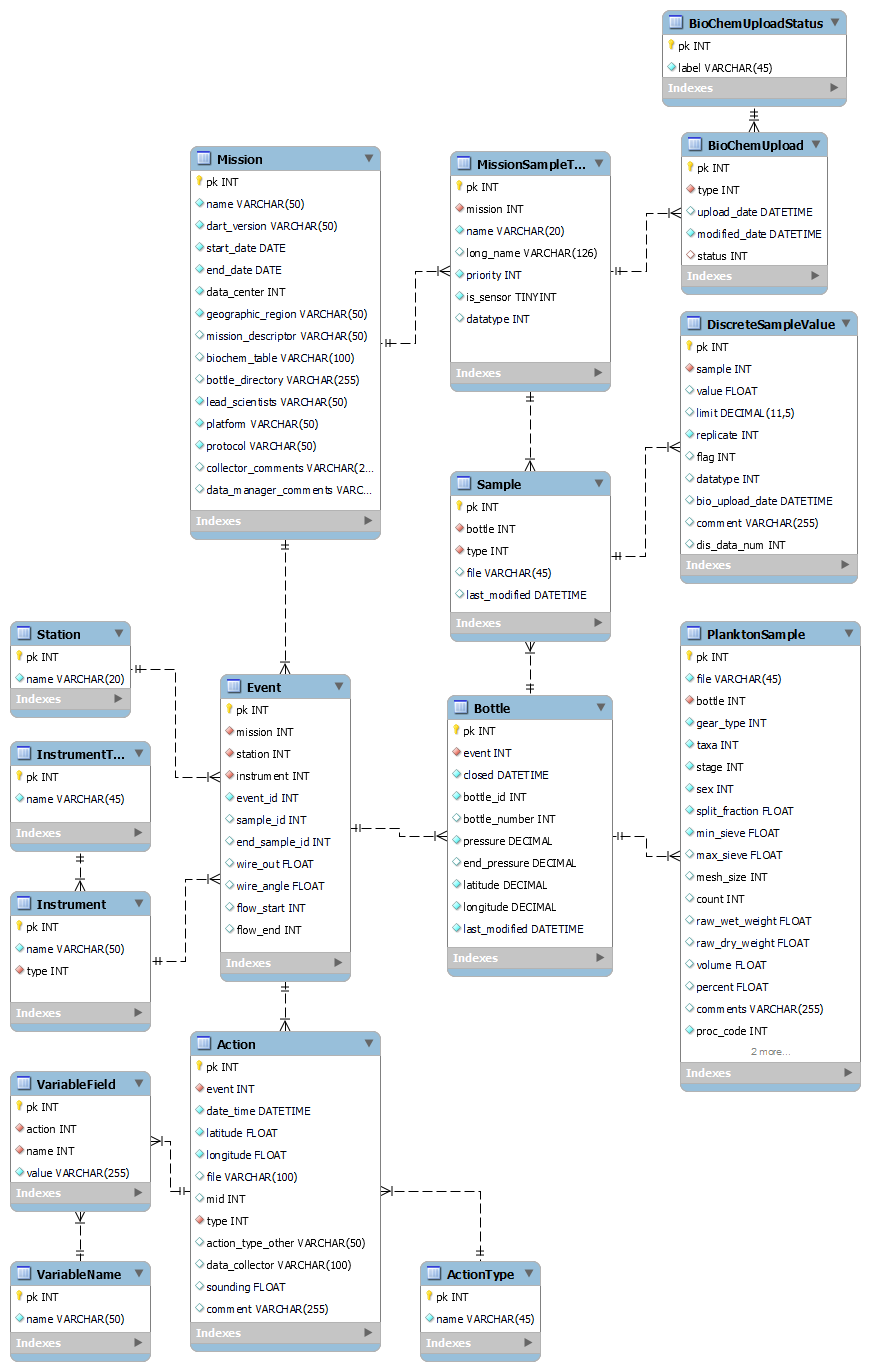 BioChemUploadStatus
pk INT
label VARCHAR(45)
Indexes
Mission
pk INT
name VARCHAR(50)
dart_version VARCHAR(50)
start_date DATE
end_date DATE
data_center INT
geographic_region VARCHAR(50)
mission_descriptor VARCHAR(50)
biochem_table VARCHAR(100)
bottle_directory VARCHAR(255)
lead_scientists VARCHAR(50)
platform VARCHAR(50)
protocol VARCHAR(50)
collector_comments VARCHAR(2...
data_manager_comments VARC...
Indexes
MissionSampleT...
pk INT
mission INT
name VARCHAR(20)
long_name VARCHAR(126)
priority INT
is_sensor TINYINT
datatype INT
Indexes
BioChemUpload
pk INT
type INT
upload_date DATETIME
modified_date DATETIME
status INT
Indexes
DiscreteSampleValue
pk INT
sample INT
value FLOAT
limit DECIMAL(11,5)
replicate INT
flag INT
datatype INT
bio_upload_date DATETIME
comment VARCHAR(255)
dis_data_num INT
Indexes
Sample
pk INT
bottle INT
type INT
file VARCHAR(45)
last_modified DATETIME
Indexes
Station
pk INT
name VARCHAR(20)
Indexes
InstrumentT...
pk INT
name VARCHAR(45)
Indexes
Instrument
pk INT
name VARCHAR(50)
type INT
Indexes
Event
pk INT
mission INT
station INT
instrument INT
event_id INT
sample_id INT
end_sample_id INT
wire_out FLOAT
wire_angle FLOAT
flow_start INT
flow_end INT
Indexes
Bottle
pk INT
event INT
closed DATETIME
bottle_id INT
bottle_number INT
pressure DECIMAL
end_pressure DECIMAL
latitude DECIMAL
longitude DECIMAL
last_modified DATETIME
Indexes
PlanktonSample
pk INT
file VARCHAR(45)
bottle INT
gear_type INT
taxa INT
stage INT
sex INT
split_fraction FLOAT
min_sieve FLOAT
max_sieve FLOAT
mesh_size INT
count INT
raw_wet_weight FLOAT
raw_dry_weight FLOAT
volume FLOAT
percent FLOAT
comments VARCHAR(255)
proc_code INT
2 more...
Indexes
VariableField
pk INT
action INT
name INT
value VARCHAR(255)
Indexes
VariableName
pk INT
name VARCHAR(50)
Indexes
Action
pk INT
event INT
date_time DATETIME
latitude FLOAT
longitude FLOAT
file VARCHAR(100)
mid INT
type INT
action_type_other VARCHAR(50)
data_collector VARCHAR(100)
sounding FLOAT
comment VARCHAR(255)
Indexes
ActionType
pk INT
name VARCHAR(45)
Indexes